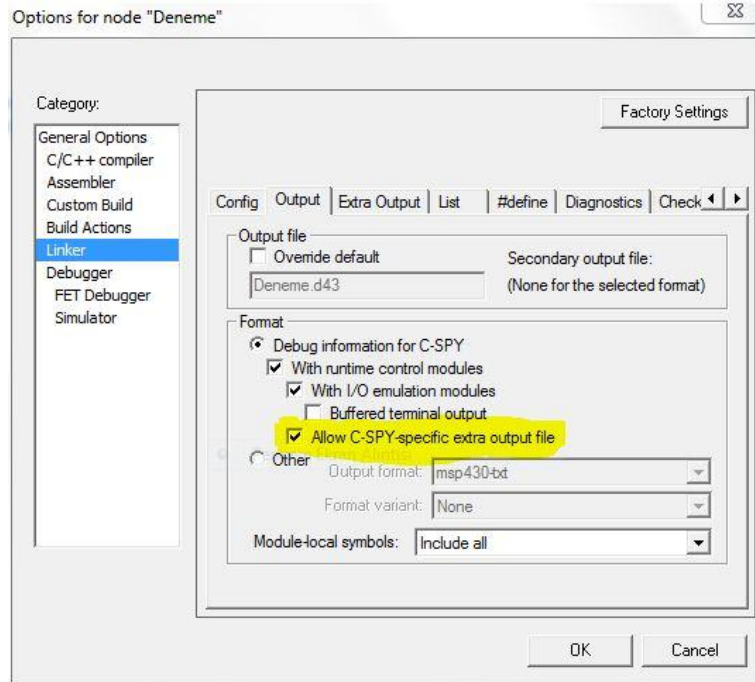 Options for node "Deneme"
Category:
Factory Settings
General Options
C/C++ compiler
Assembler
Custom Build
Build Actions
Linker
Debugger
FET Debugger
Simulator
Config Output Extra Output List #define Diagnostics Check
Output file
Override default
Secondary output file:
Deneme.d43
(None for the selected format)
Format
Debug information for C-SPY
With runtime control modules
With I/O emulation modules
Buffered terminal output
Allow C-SPY-specific extra output file
Ekran Alıntısı
Other
Output format: msp430-txt
Format variant: None
Module-local symbols: Include all
OK Cancel